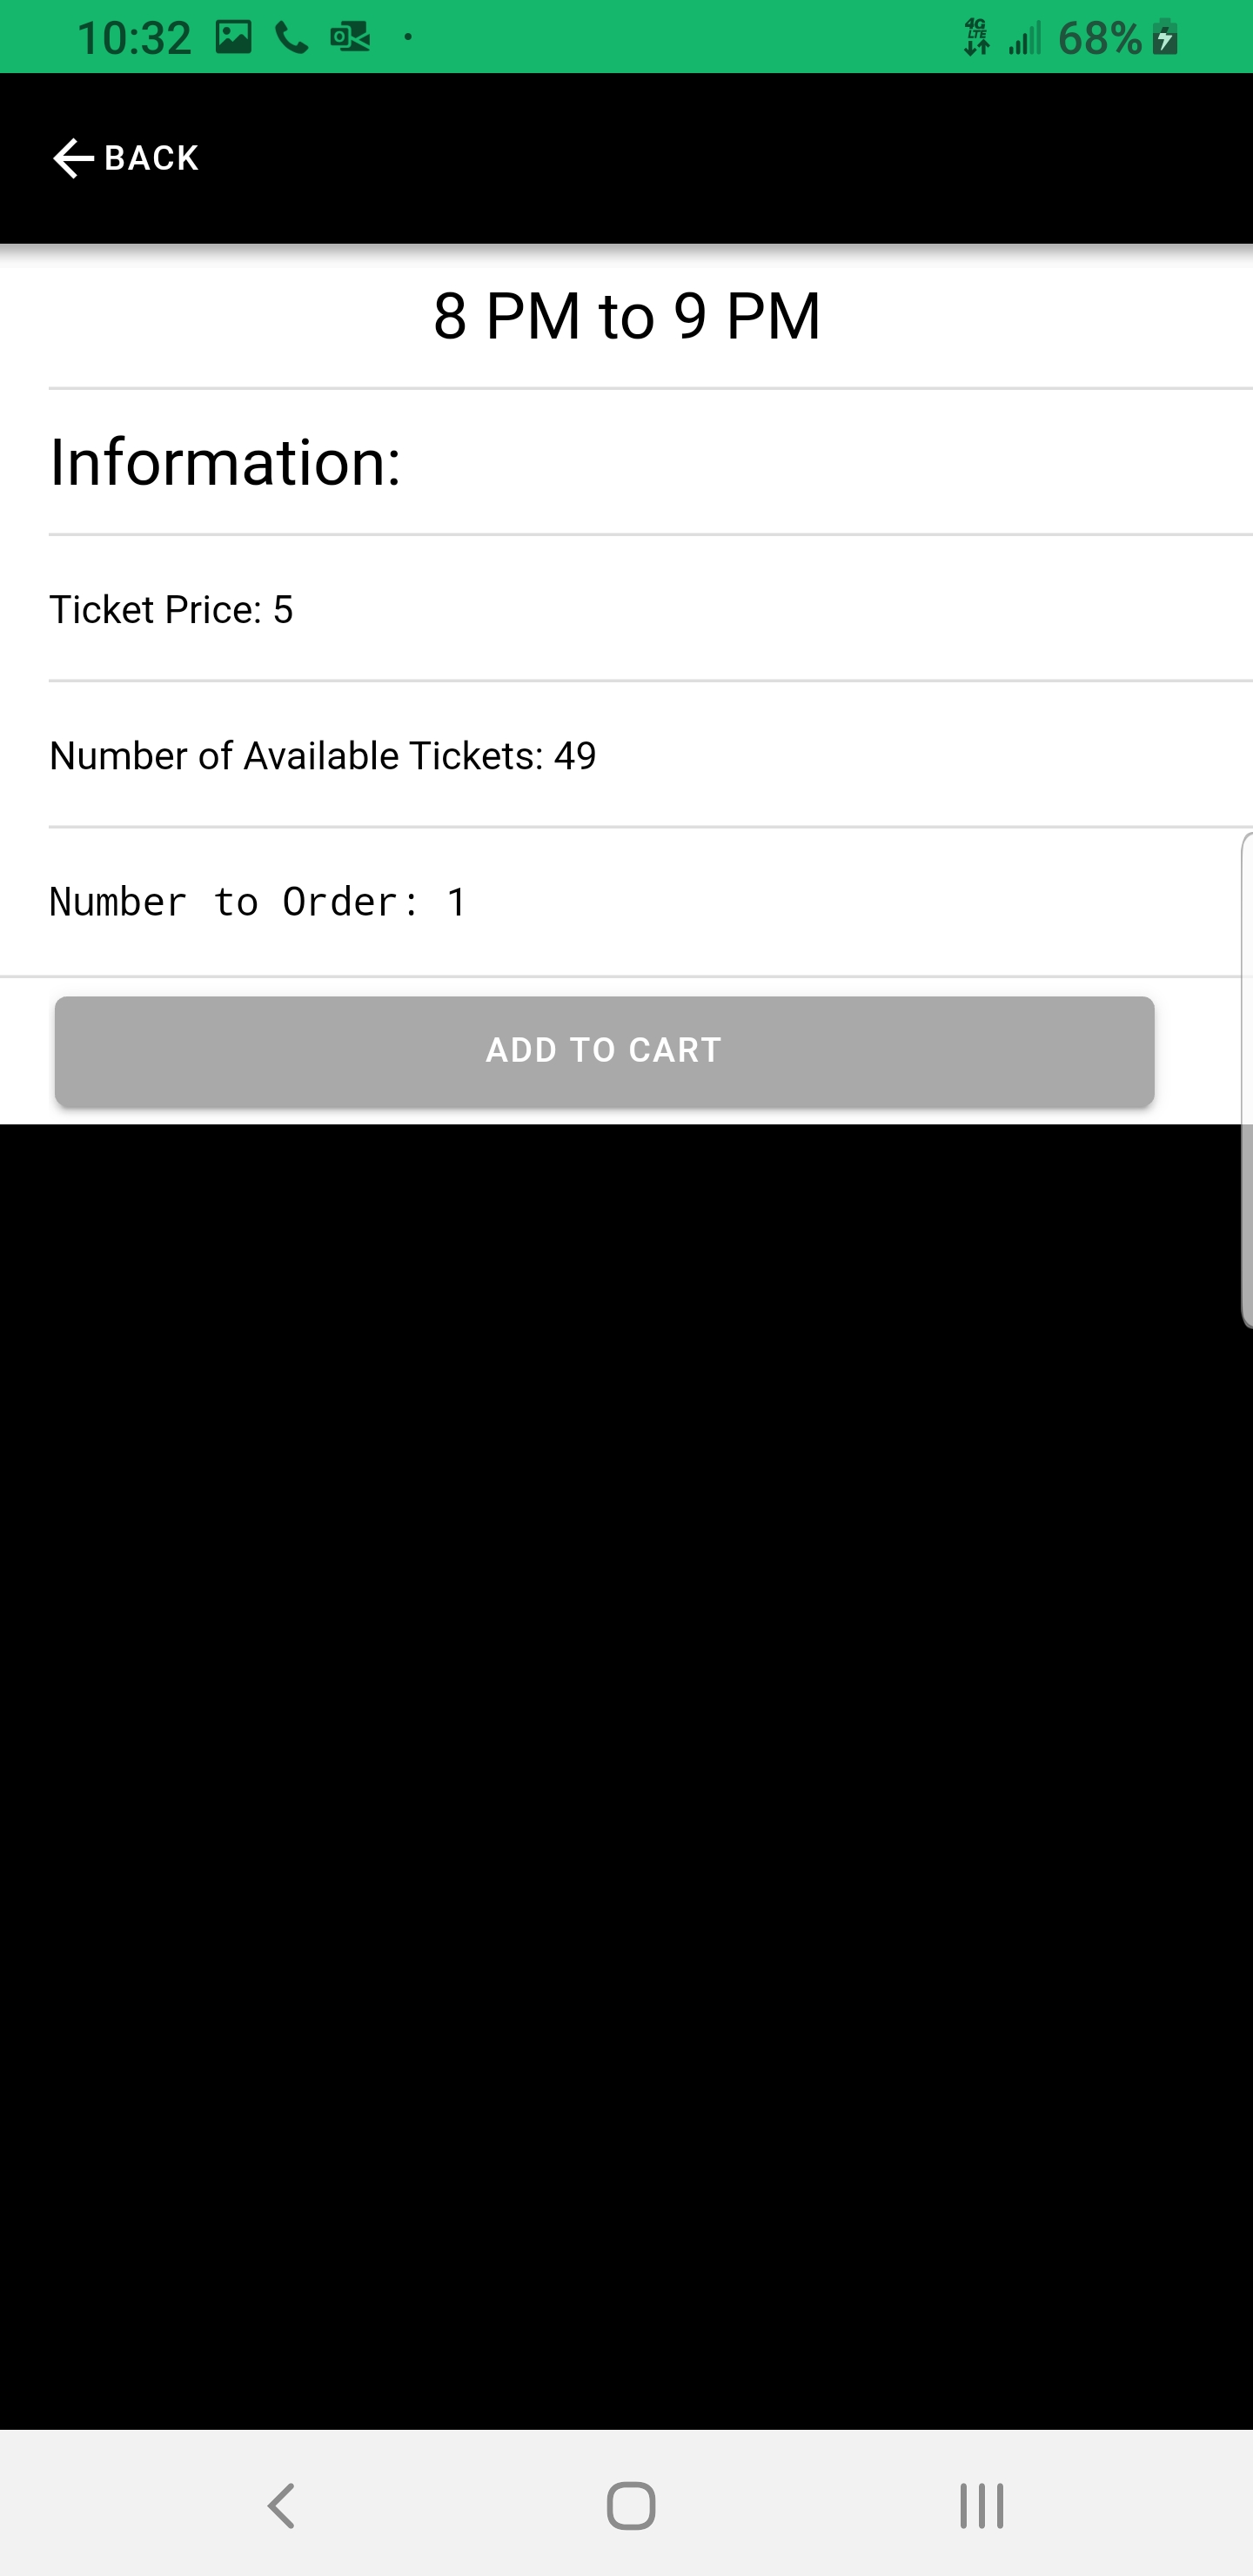 10:32
4G
LTE
68%
BACK
8 PM to 9 PM
Information:
Ticket Price: 5
Number of Available Tickets: 49
Number to Order: 1
ADD TO CART